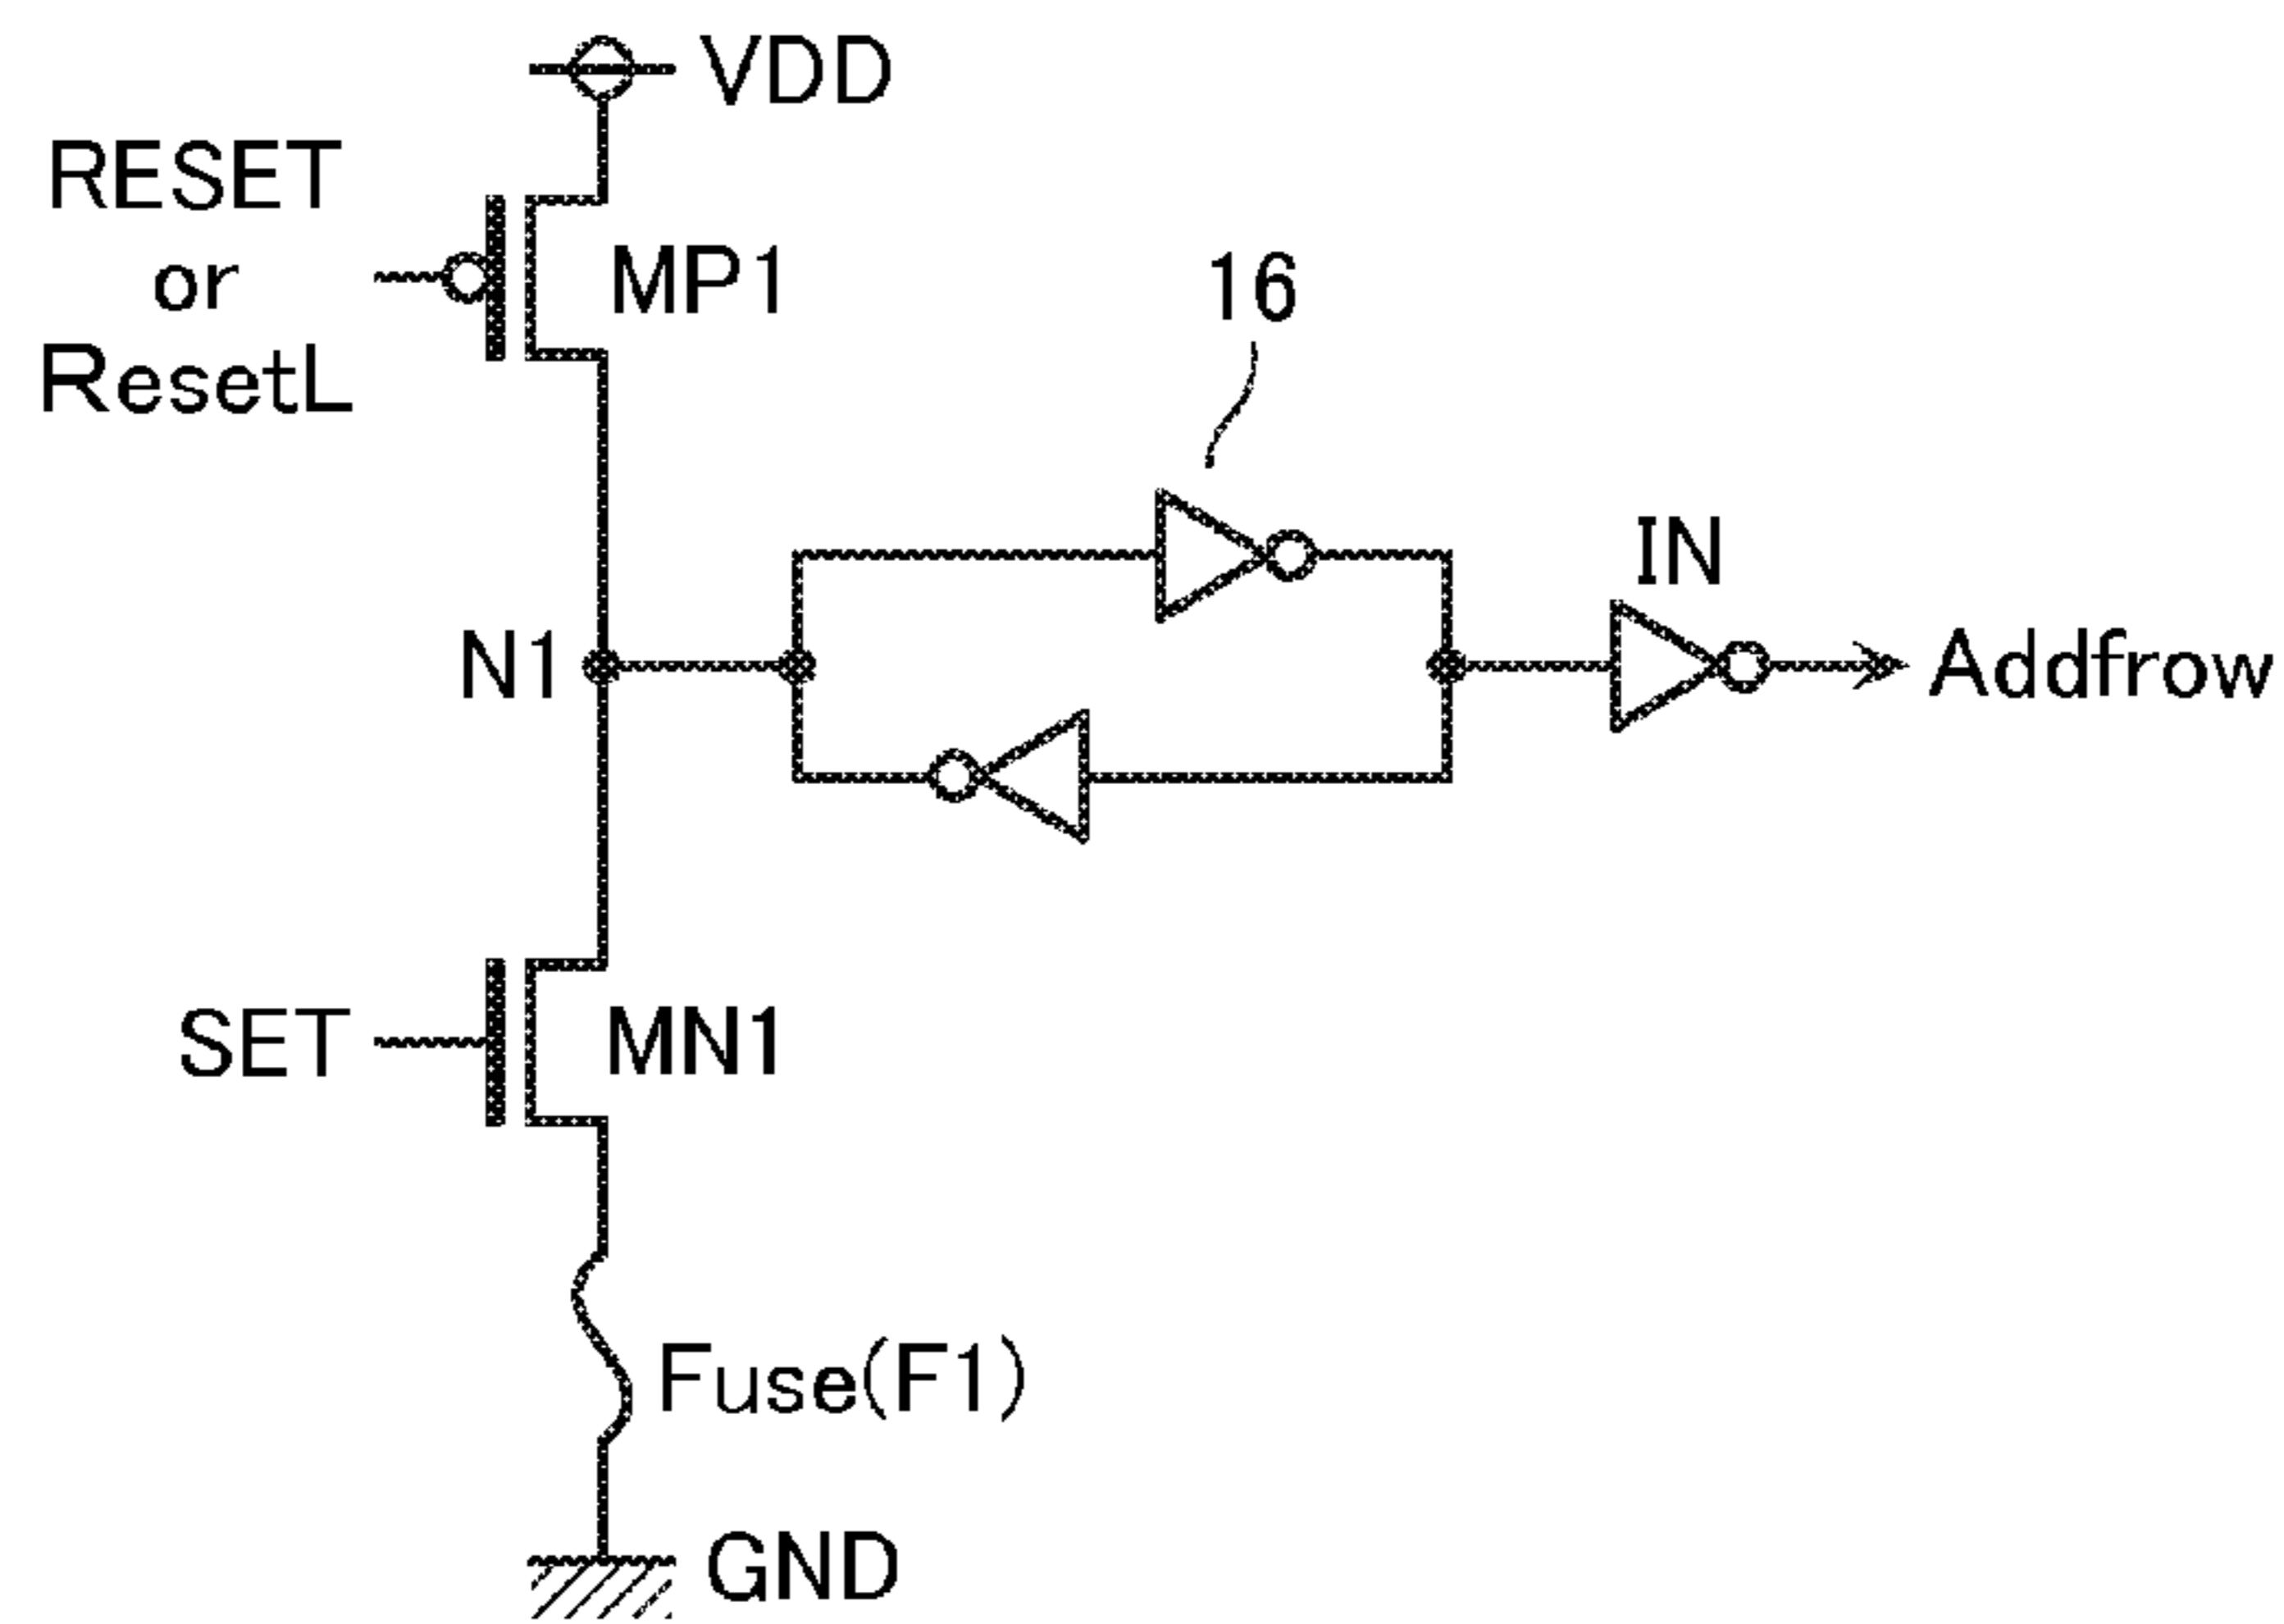 VDD
RESET
or
ResetL
MP1
16
IN
N1
Addfrow
SET
MN1
Fuse(F1)
GND